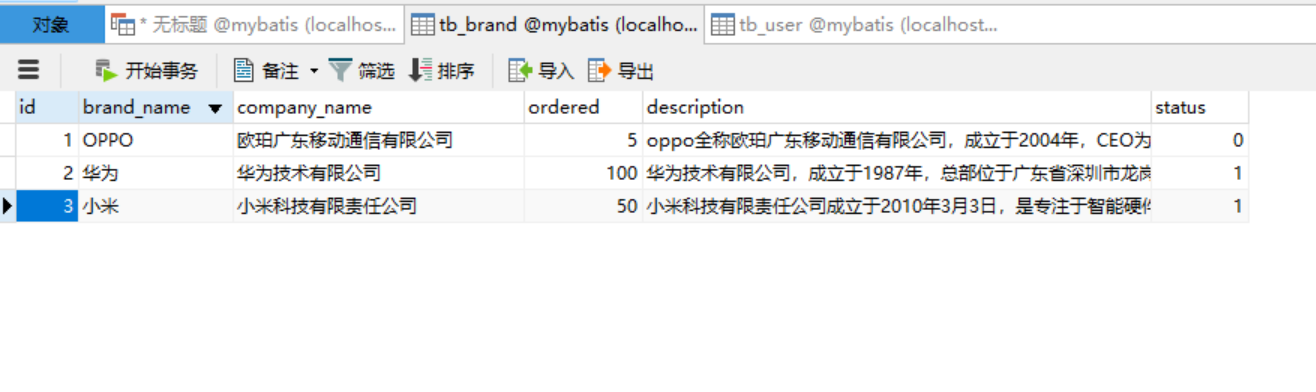 对象 * 无标题 @mybatis (localhos... tb_brand @mybatis (localho... tb_user @mybatis (localhost...
开始事务 备注 筛选 排序 导入 导出
id brand_name company_name ordered description status
1 OPPO 欧珀广东移动通信有限公司 5 oppo全称欧珀广东移动通信有限公司，成立于2004年，CEO为 0
2 华为 华为技术有限公司 100 华为技术有限公司，成立于1987年，总部位于广东省深圳市龙岗 1
3 小米 小米科技有限责任公司 50 小米科技有限责任公司成立于2010年3月3日，是专注于智能硬件 1